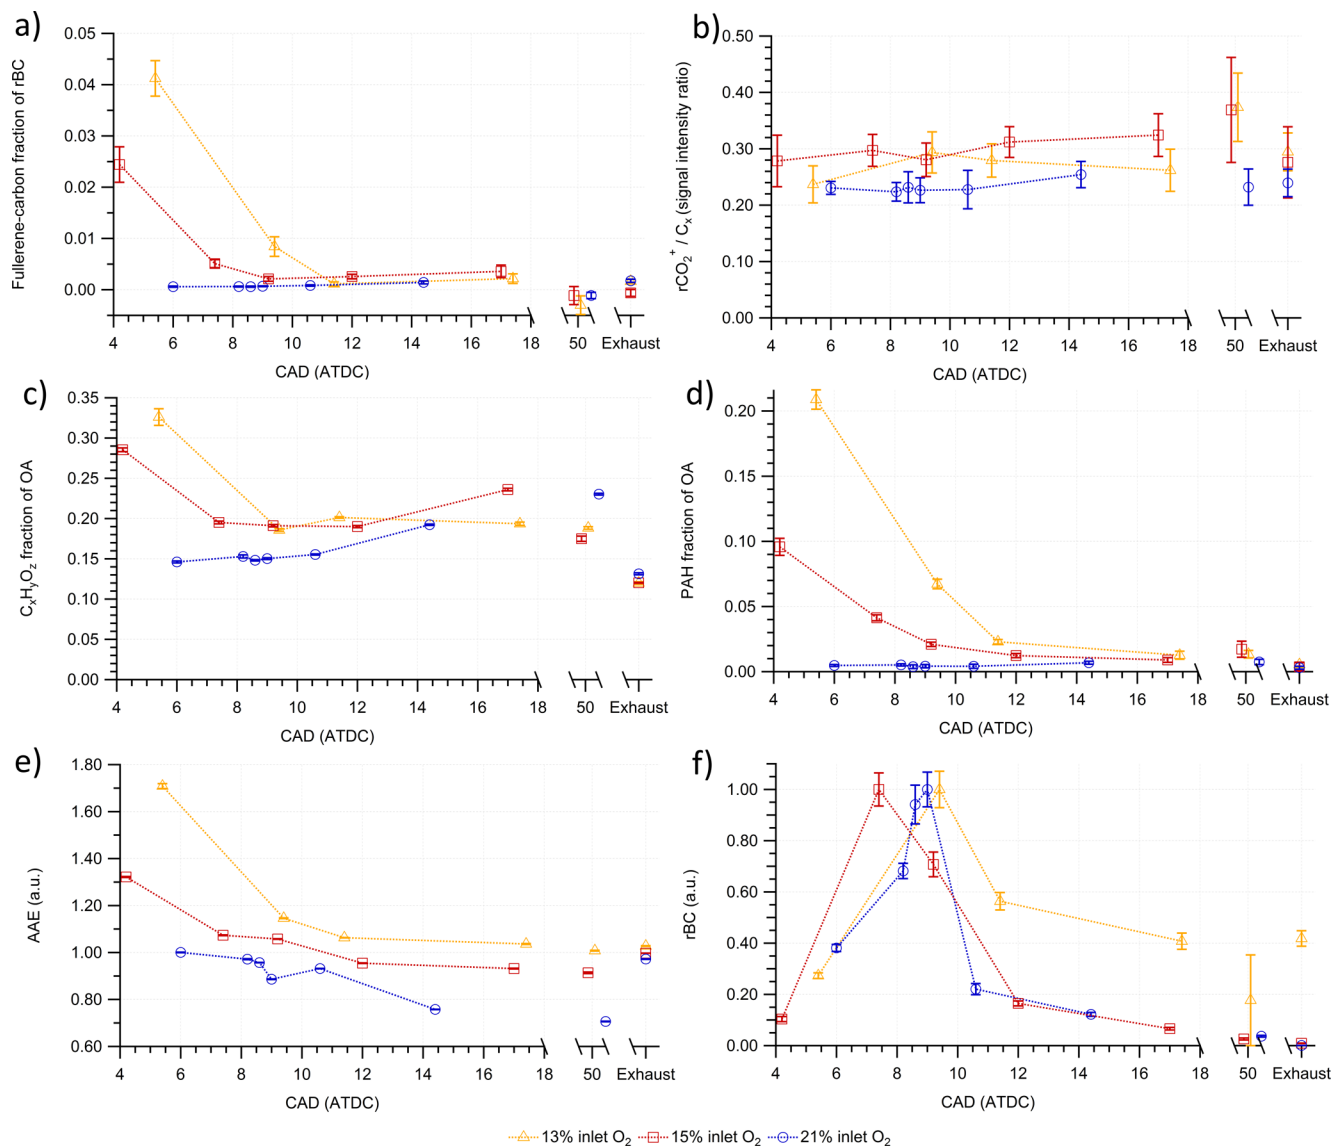 a)
Fullerene-carbon fraction of rBC
0.05
0.04
0.03
0.02
0.01
0.00
4 6 8 10 12 14 16 18 50 Exhaust
CAD (ATDC)
b)
rCO₂⁺ / Cₓ (signal intensity ratio)
0.50
0.40
0.30
0.20
0.10
0.00
4 6 8 10 12 14 16 18 50 Exhaust
CAD (ATDC)
c)
CₓHᵧO_z fraction of OA
0.35
0.30
0.25
0.20
0.15
0.10
0.05
0.00
4 6 8 10 12 14 16 18 50 Exhaust
CAD (ATDC)
d)
PAH fraction of OA
0.20
0.15
0.10
0.05
0.00
4 6 8 10 12 14 16 18 50 Exhaust
CAD (ATDC)
e)
AAE (a.u.)
1.80
1.60
1.40
1.20
1.00
0.80
0.60
4 6 8 10 12 14 16 18 50 Exhaust
CAD (ATDC)
f)
rBC (a.u.)
1.00
0.80
0.60
0.40
0.20
0.00
4 6 8 10 12 14 16 18 50 Exhaust
CAD (ATDC)
13% inlet O₂ 15% inlet O₂ 21% inlet O₂